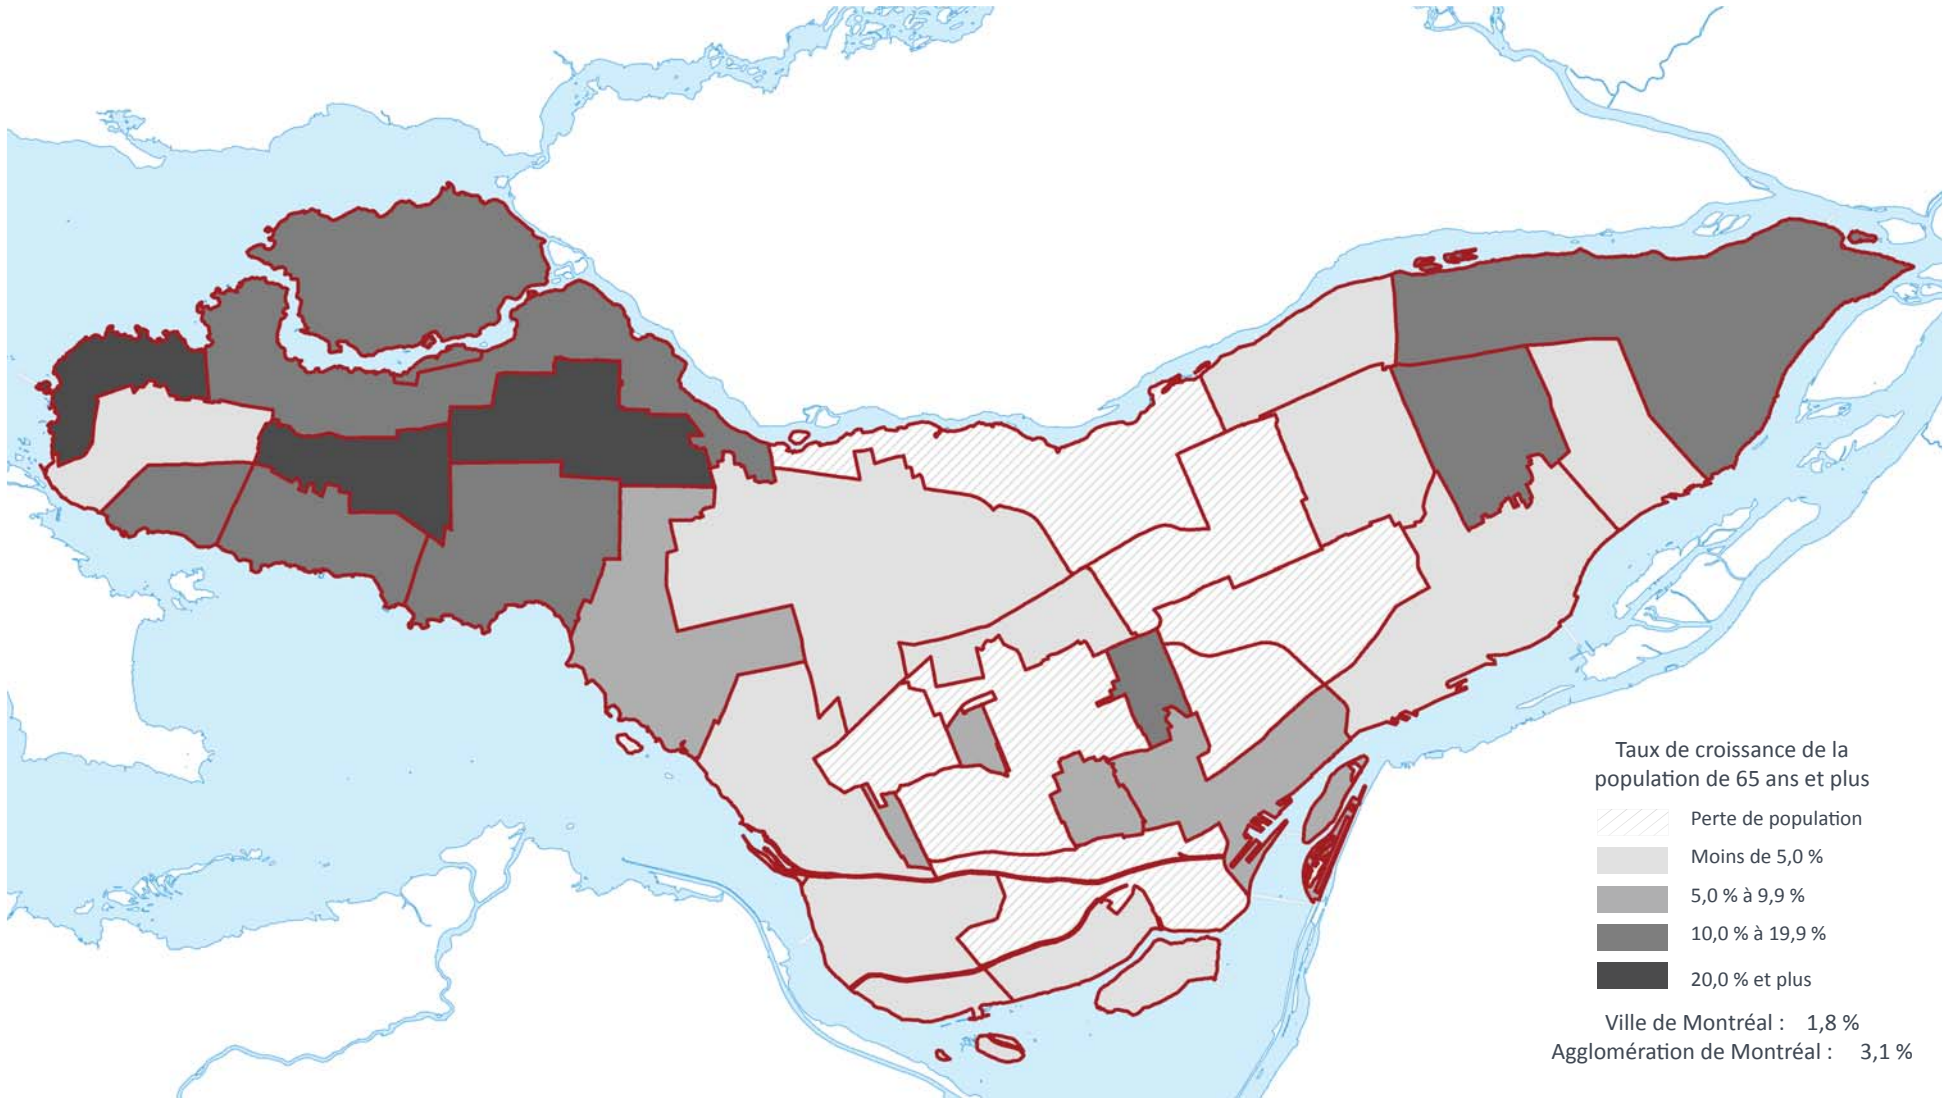 Taux de croissance de la
population de 65 ans et plus
Perte de population
Moins de 5,0 %
5,0 % à 9,9 %
10,0 % à 19,9 %
20,0 % et plus
Ville de Montréal : 1,8 %
Agglomération de Montréal : 3,1 %